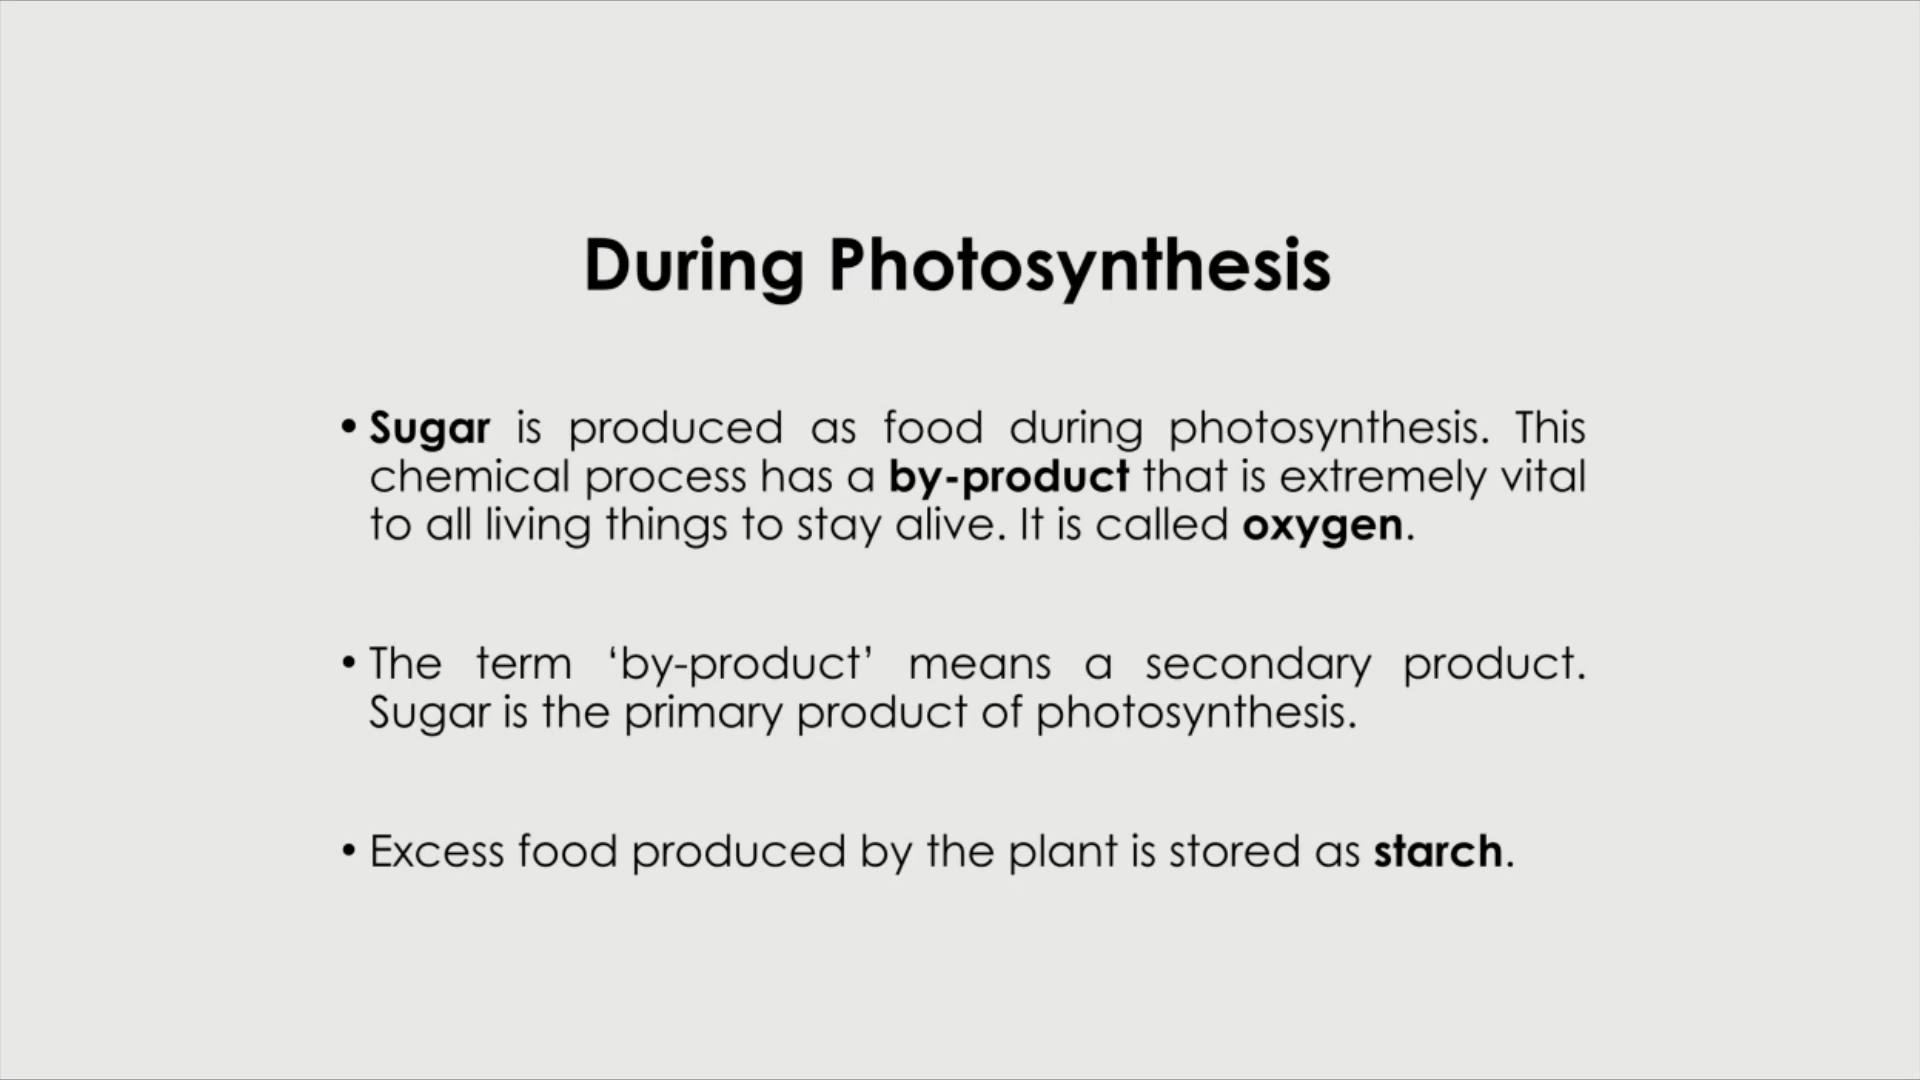 During Photosynthesis
• Sugar is produced as food during photosynthesis. This
chemical process has a by-product that is extremely vital
to all living things to stay alive. It is called oxygen.
• The term ‘by-product’ means a secondary product.
Sugar is the primary product of photosynthesis.
• Excess food produced by the plant is stored as starch.